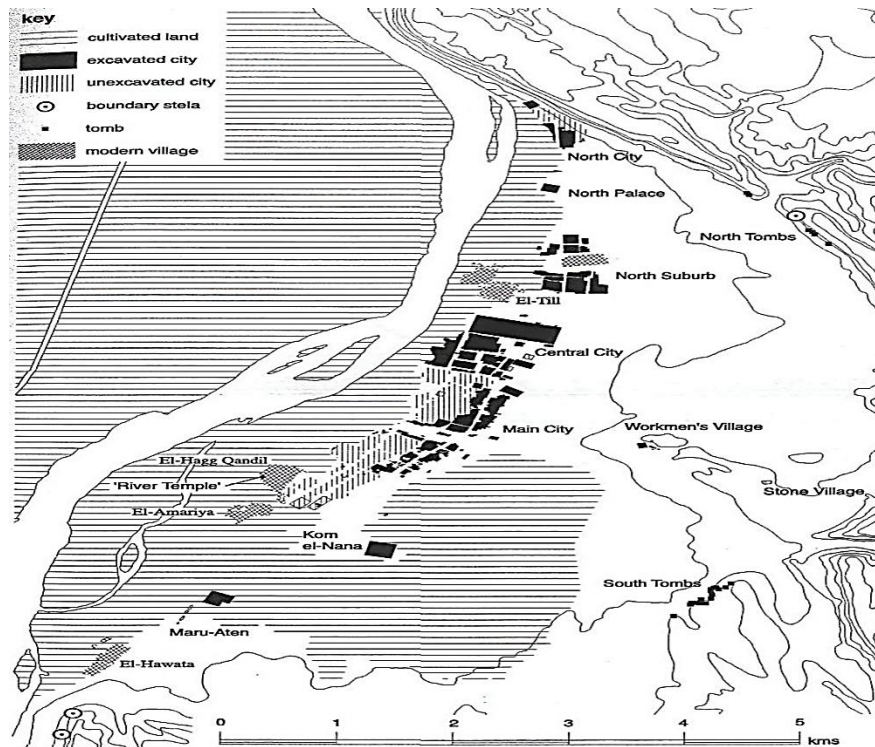 key
cultivated land
excavated city
unexcavated city
boundary stela
tomb
modern village
North City
North Palace
North Tombs
North Suburb
El-Till
Central City
Main City
Workmen's Village
El-Hagg Qandil
'River Temple'
Stone Village
El-Amariya
Kom
el-Nana
South Tombs
Maru-Aten
El-Hawata
0 1 2 3 4 5
kms